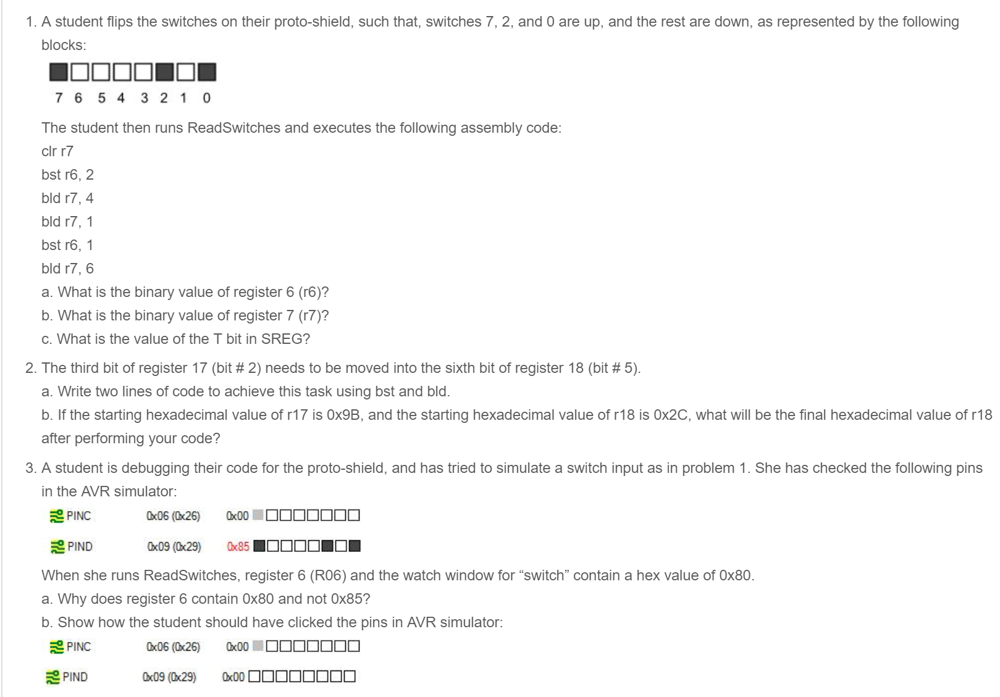 1. A student flips the switches on their proto-shield, such that, switches 7, 2, and 0 are up, and the rest are down, as represented by the following
blocks:
7 6 5 4 3 2 1 0
The student then runs ReadSwitches and executes the following assembly code:
clr r7
bst r6, 2
bld r7, 4
bld r7, 1
bst r6, 1
bld r7, 6
a. What is the binary value of register 6 (r6)?
b. What is the binary value of register 7 (r7)?
c. What is the value of the T bit in SREG?
2. The third bit of register 17 (bit # 2) needs to be moved into the sixth bit of register 18 (bit # 5).
a. Write two lines of code to achieve this task using bst and bld.
b. If the starting hexadecimal value of r17 is 0x9B, and the starting hexadecimal value of r18 is 0x2C, what will be the final hexadecimal value of r18
after performing your code?
3. A student is debugging their code for the proto-shield, and has tried to simulate a switch input as in problem 1. She has checked the following pins
in the AVR simulator:
PINC 0x06 (0x26) 0x00
PIND 0x09 (0x29) 0x85
When she runs ReadSwitches, register 6 (R06) and the watch window for “switch” contain a hex value of 0x80.
a. Why does register 6 contain 0x80 and not 0x85?
b. Show how the student should have clicked the pins in AVR simulator:
PINC 0x06 (0x26) 0x00
PIND 0x09 (0x29) 0x00